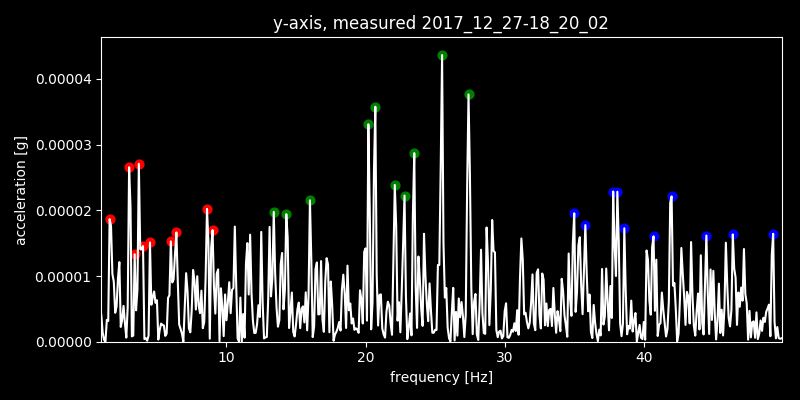 y-axis, measured 2017_12_27-18_20_02
acceleration [g]
0.00004
0.00003
0.00002
0.00001
0.00000
10 20 30 40
frequency [Hz]